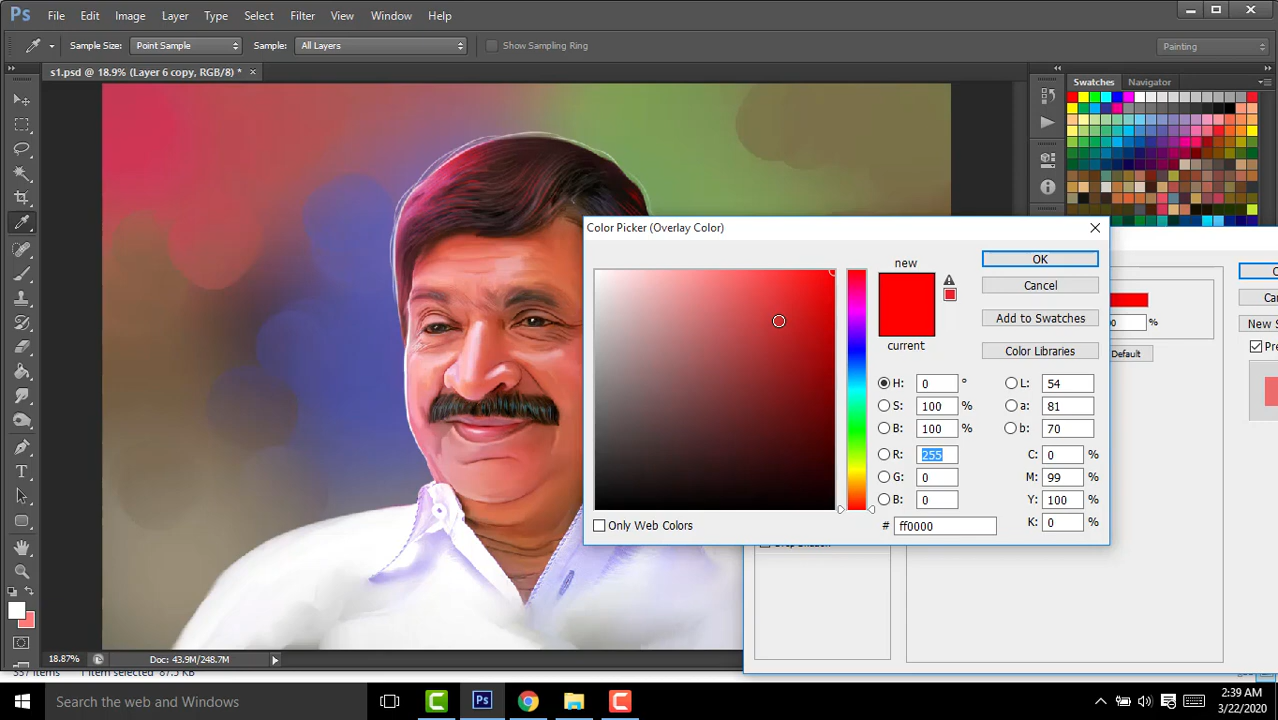 Ps File Edit Image Layer Type Select Filter View Window Help
Sample Size: Point Sample Sample: All Layers Show Sampling Ring Painting
s1.psd @ 18.9% (Layer 6 copy, RGB/8) * ×
Swatches Navigator
Color Picker (Overlay Color)
new
OK
Cancel
Add to Swatches
current
Color Libraries
H: 0 °
S: 100 %
B: 100 %
R: 255
G: 0
B: 0
L: 54
a: 81
b: 70
C: 0 %
M: 99 %
Y: 100 %
K: 0 %
Only Web Colors
# ff0000
%
Default
New S
18.87% Doc: 43.9M/248.7M
1 item selected 87.5 KB
Search the web and Windows
Ps
2:39 AM
3/22/2020